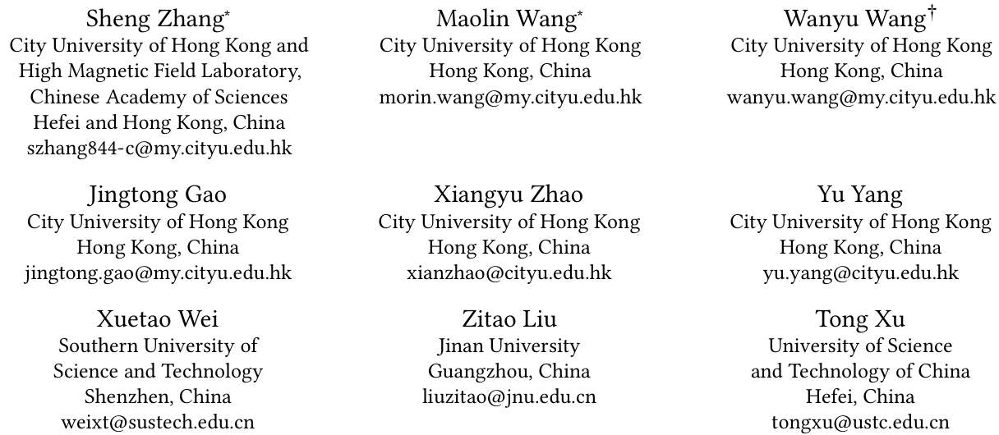 Sheng Zhang*
City University of Hong Kong and
High Magnetic Field Laboratory,
Chinese Academy of Sciences
Hefei and Hong Kong, China
szhang844-c@my.cityu.edu.hk
Maolin Wang*
City University of Hong Kong
Hong Kong, China
morin.wang@my.cityu.edu.hk
Wanyu Wang†
City University of Hong Kong
Hong Kong, China
wanyu.wang@my.cityu.edu.hk
Jingtong Gao
City University of Hong Kong
Hong Kong, China
jingtong.gao@my.cityu.edu.hk
Xiangyu Zhao
City University of Hong Kong
Hong Kong, China
xianzhao@cityu.edu.hk
Yu Yang
City University of Hong Kong
Hong Kong, China
yu.yang@cityu.edu.hk
Xuetao Wei
Southern University of
Science and Technology
Shenzhen, China
weixt@sustech.edu.cn
Zitao Liu
Jinan University
Guangzhou, China
liuzitao@jnu.edu.cn
Tong Xu
University of Science
and Technology of China
Hefei, China
tongxu@ustc.edu.cn